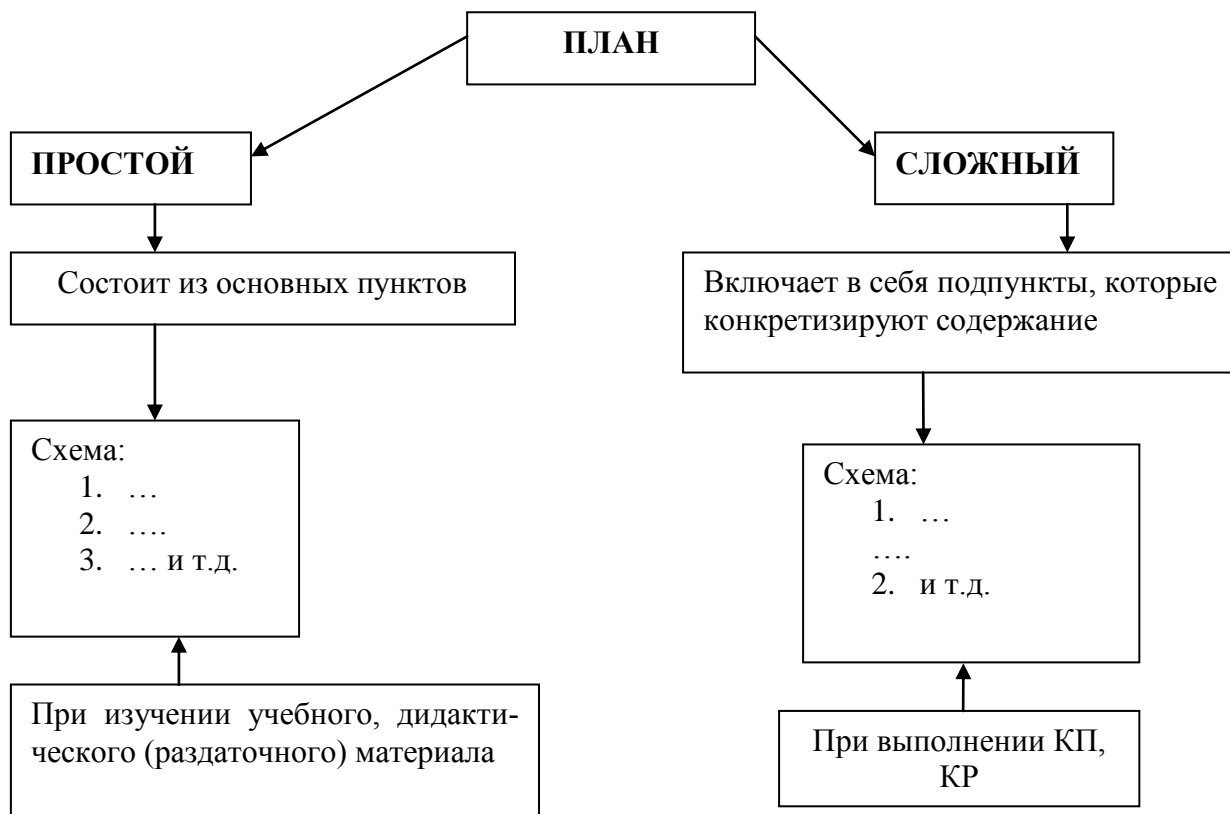 ПЛАН
ПРОСТОЙ
СЛОЖНЫЙ
Состоит из основных пунктов
Включает в себя подпункты, которые
конкретизируют содержание
Схема:
1. …
2. ….
3. … и т.д.
Схема:
1. …
….
2. и т.д.
При изучении учебного, дидакти-
ческого (раздаточного) материала
При выполнении КП,
КР